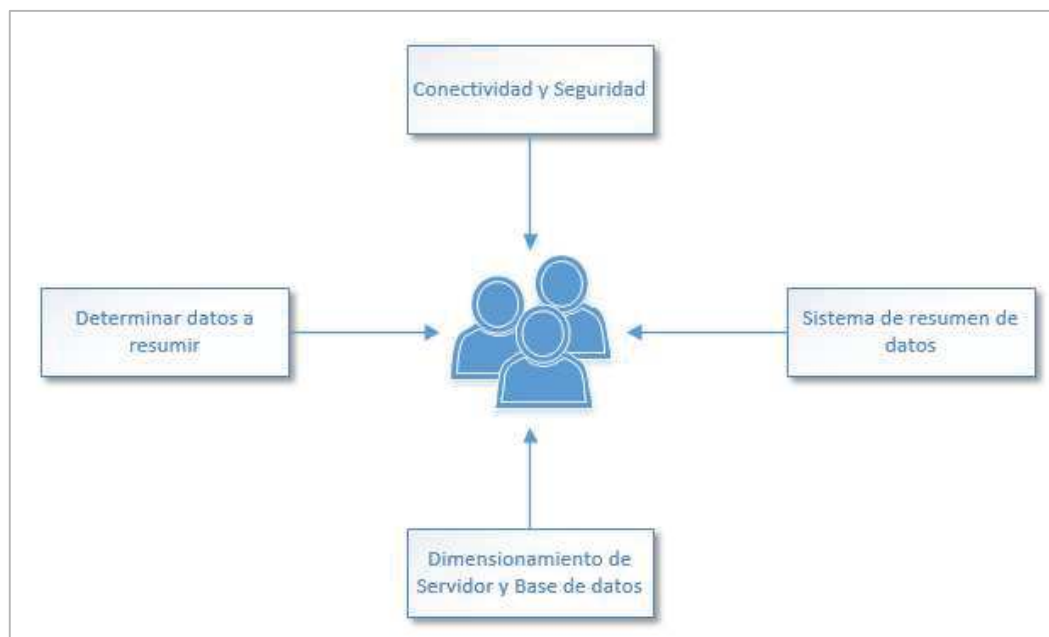 Conectividad y Seguridad
Determinar datos a
resumir
Sistema de resumen de
datos
Dimensionamiento de
Servidor y Base de datos